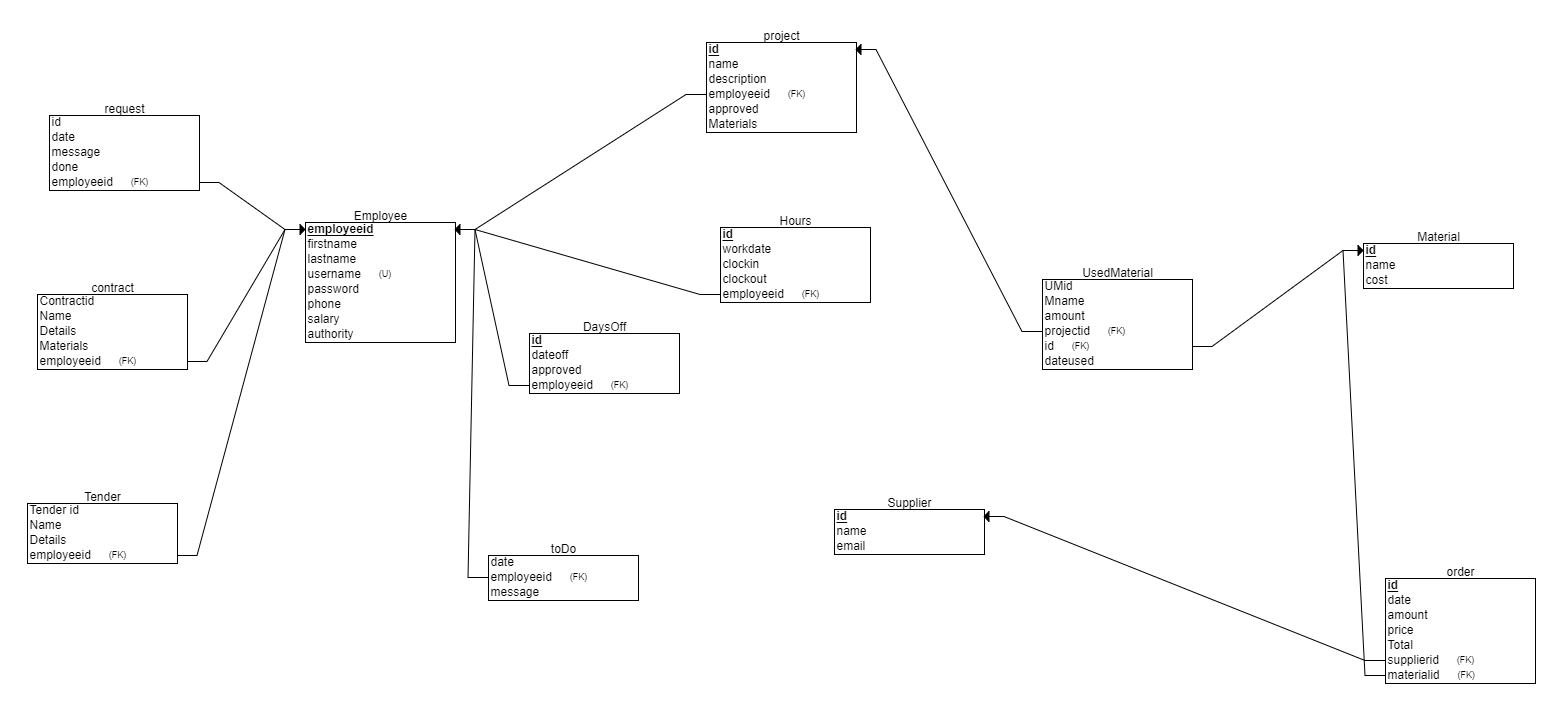 project
id
name
description
employeeid (FK)
approved
Materials
request
id
date
message
done
employeeid (FK)
Employee
employeeid
firstname
lastname
username (U)
password
phone
salary
authority
Hours
id
workdate
clockin
clockout
employeeid (FK)
Material
id
name
cost
UsedMaterial
UMid
Mname
amount
projectid (FK)
id (FK)
dateused
contract
Contractid
Name
Details
Materials
employeeid (FK)
DaysOff
id
dateoff
approved
employeeid (FK)
Tender
Tender id
Name
Details
employeeid (FK)
toDo
date
employeeid (FK)
message
Supplier
id
name
email
order
id
date
amount
price
Total
supplierid (FK)
materialid (FK)